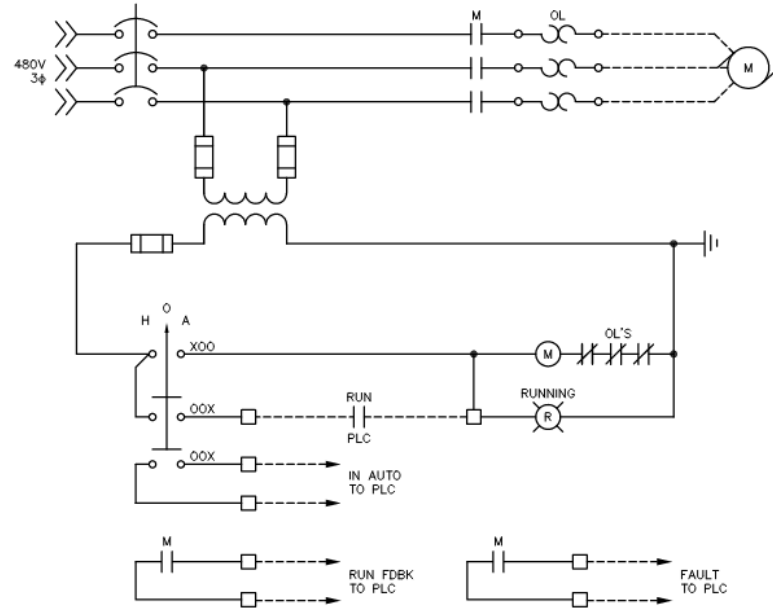 M OL
480V
3ϕ
M
O
H A
XOO
OL'S
M
RUNNING
OOX
RUN
PLC
R
OOX
IN AUTO
TO PLC
M
RUN FDBK
TO PLC
M
FAULT
TO PLC